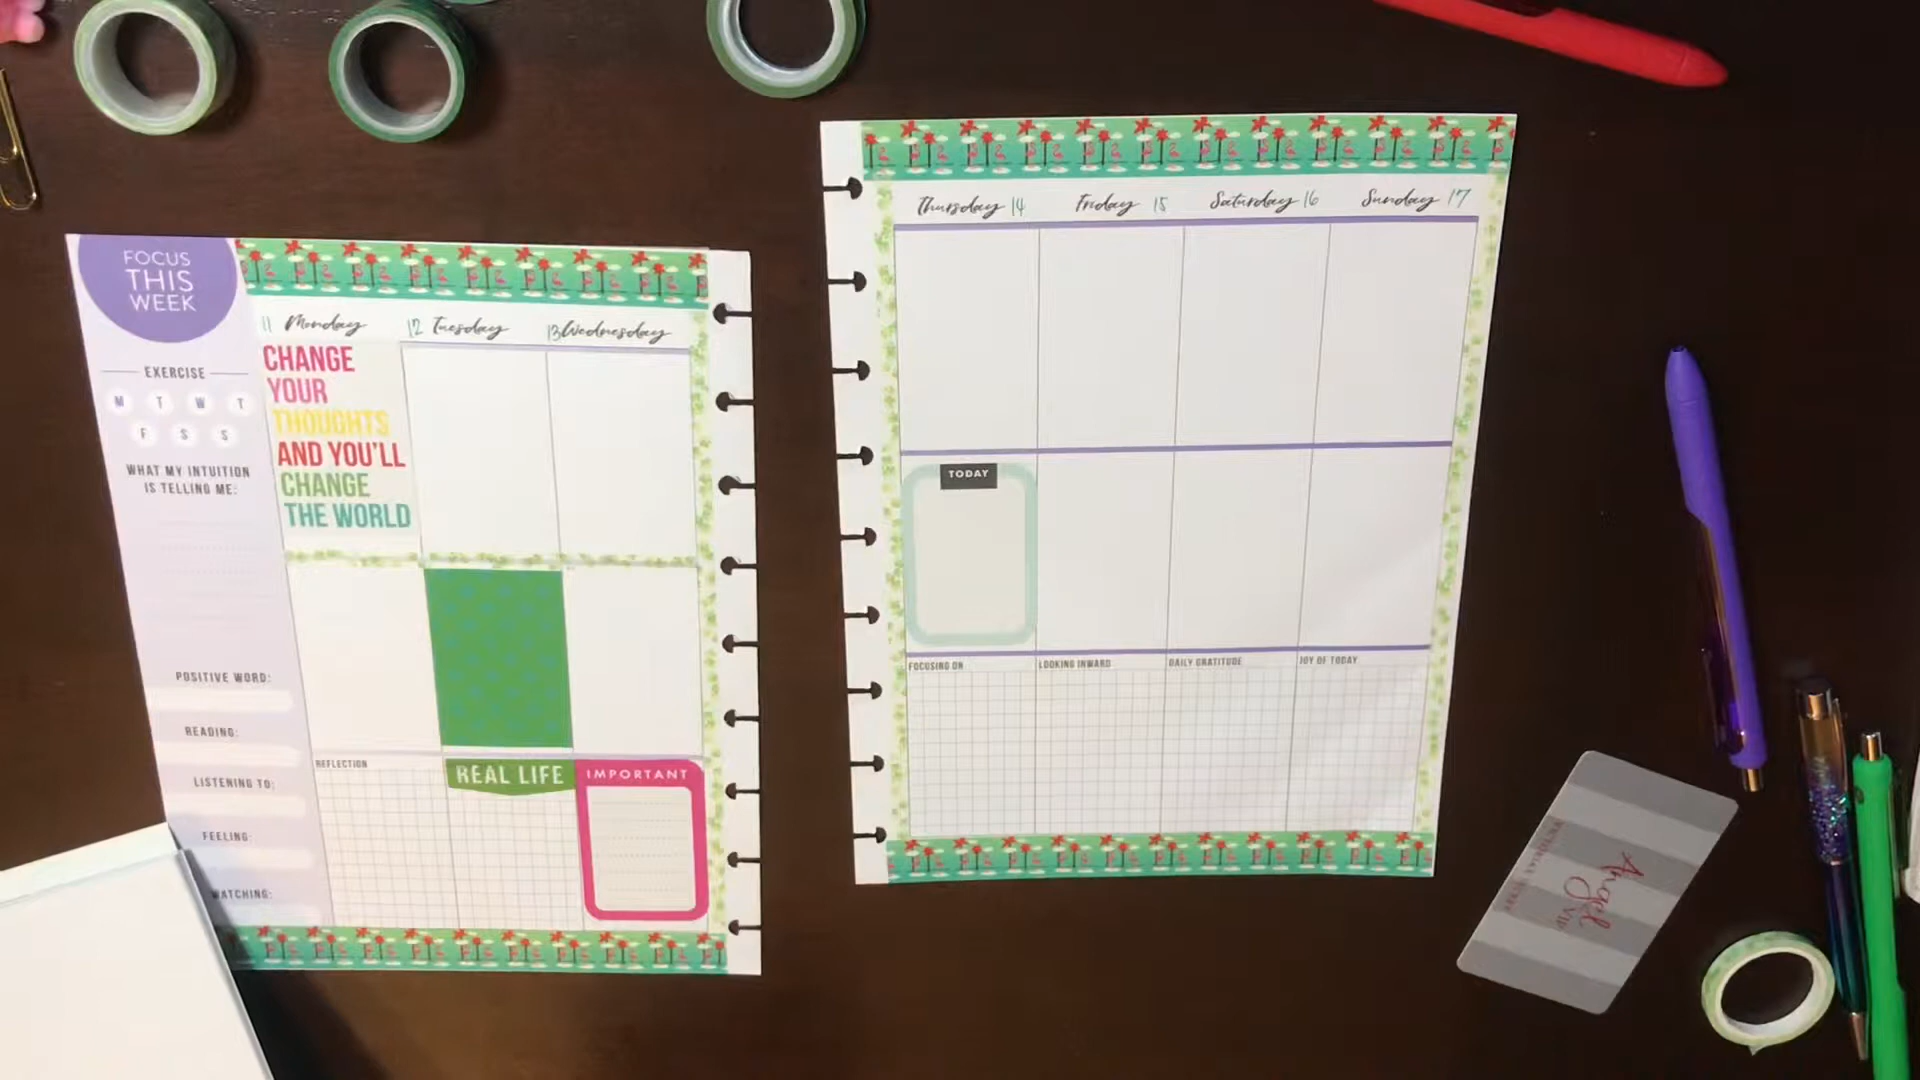 FOCUS
THIS
WEEK
EXERCISE
M T W T
F S S
WHAT MY INTUITION
IS TELLING ME:
POSITIVE WORD:
READING:
LISTENING TO:
FEELING:
WATCHING:
11 Monday
12 Tuesday
13 Wednesday
CHANGE
YOUR
THOUGHTS
AND YOU'LL
CHANGE
THE WORLD
REFLECTION
REAL LIFE
IMPORTANT
Thursday 14
Friday 15
Saturday 16
Sunday 17
TODAY
FOCUSING ON
LOOKING INWARD
DAILY GRATITUDE
JOY OF TODAY
Angel
VIP